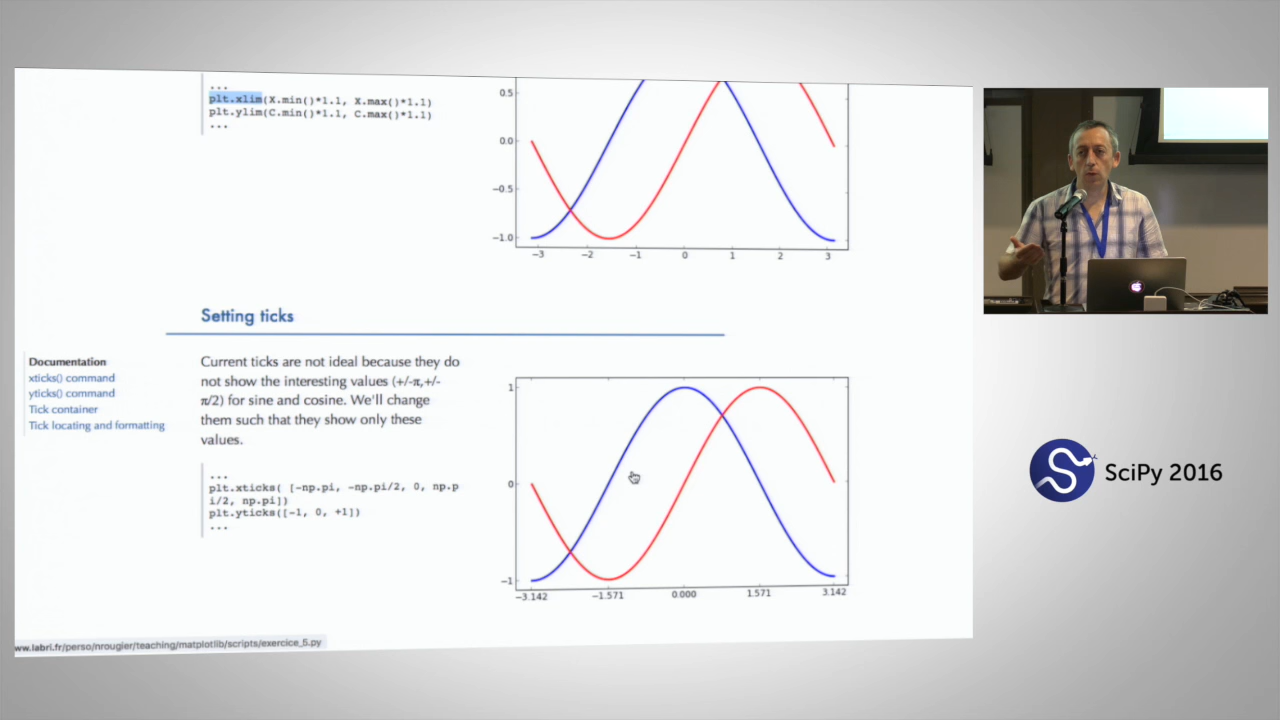 ...
plt.xlim(X.min()*1.1, X.max()*1.1)
plt.ylim(C.min()*1.1, C.max()*1.1)
...
0.5
0.0
−0.5
−1.0
−3 −2 −1 0 1 2 3
Setting ticks
Documentation
xticks() command
yticks() command
Tick container
Tick locating and formatting
Current ticks are not ideal because they do
not show the interesting values (+/-π,+/-
π/2) for sine and cosine. We'll change
them such that they show only these
values.
...
plt.xticks( [-np.pi, -np.pi/2, 0, np.p
i/2, np.pi])
plt.yticks([-1, 0, +1])
...
1
0
−1
−3.142 −1.571 0.000 1.571 3.142
ww.labri.fr/perso/nrougier/teaching/matplotlib/scripts/exercice_5.py
SciPy 2016